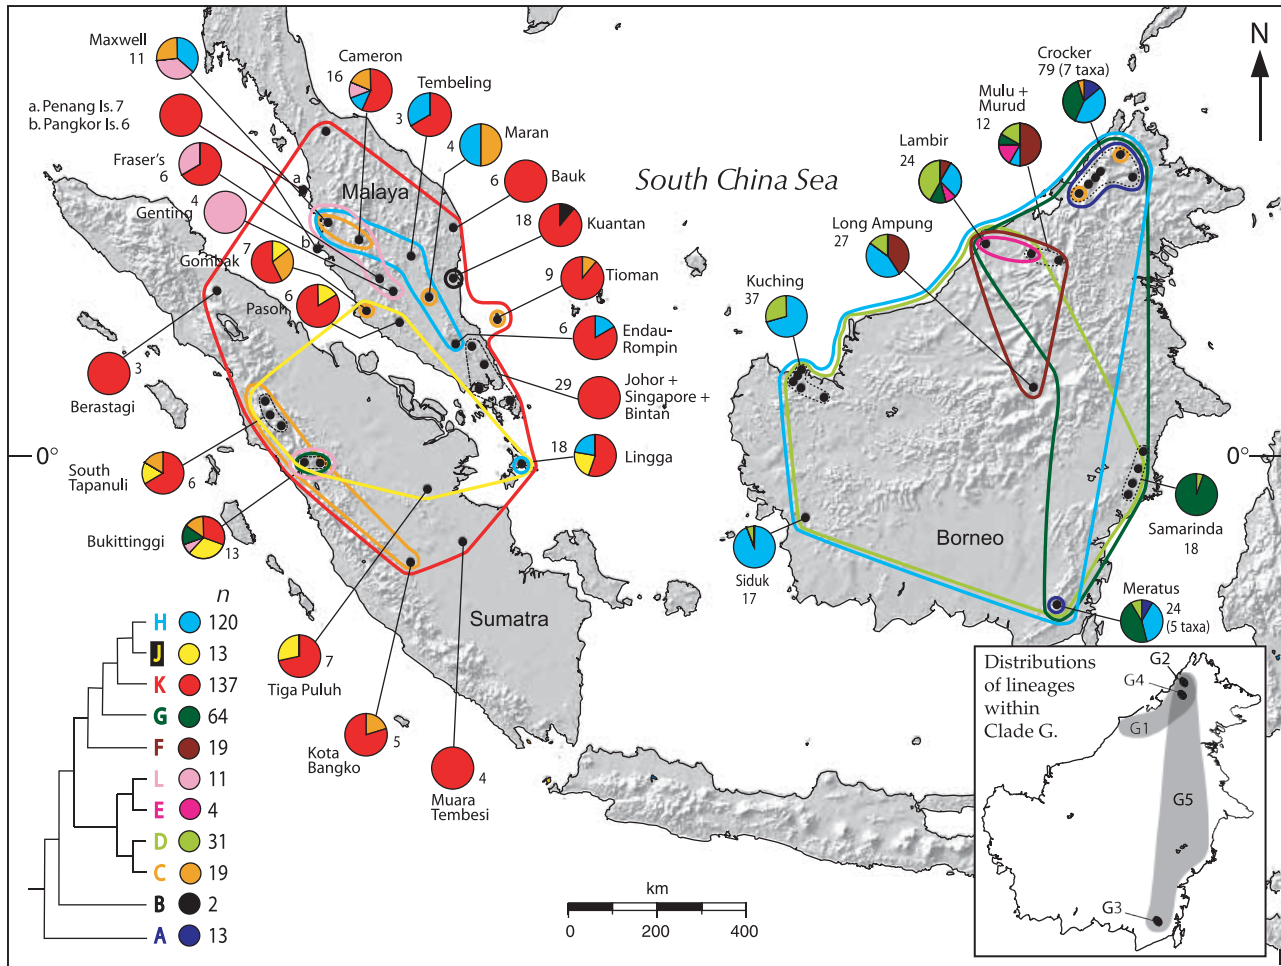 Maxwell
11
Cameron
16
Tembeling
3
Maran
4
a. Penang Is. 7
b. Pangkor Is. 6
Fraser's
6
4
Genting
7
Gombak
6
Pasoh
a
b
Malaya
Bauk
6
Kuantan
18
Tioman
9
6
Endau-
Rompin
29
Johor +
Singapore +
Bintan
18
Lingga
Berastagi
3
0°
South
Tapanuli
6
Bukittinggi
13
Tiga Puluh
7
Kota
Bangko
5
Muara
Tembesi
4
Sumatra
South China Sea
N
Crocker
79 (7 taxa)
Mulu +
Murud
12
Lambir
24
Long Ampung
27
Kuching
37
0°
Samarinda
18
Borneo
Siduk
17
Meratus
24
(5 taxa)
n
H 120
J 13
K 137
G 64
F 19
L 11
E 4
D 31
C 19
B 2
A 13
km
0 200 400
Distributions
of lineages
within
Clade G.
G2
G4
G1
G5
G3